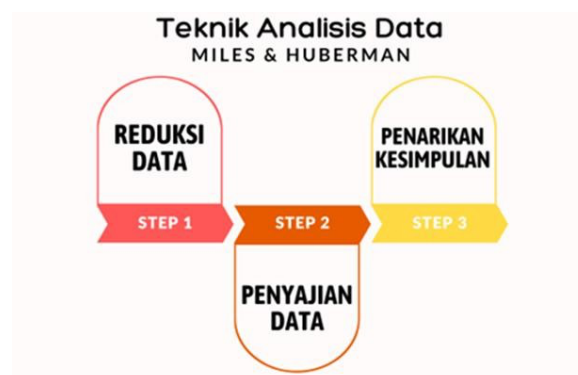 Teknik Analisis Data
MILES & HUBERMAN
REDUKSI
DATA
STEP 1
STEP 2
PENYAJIAN
DATA
PENARIKAN
KESIMPULAN
STEP 3